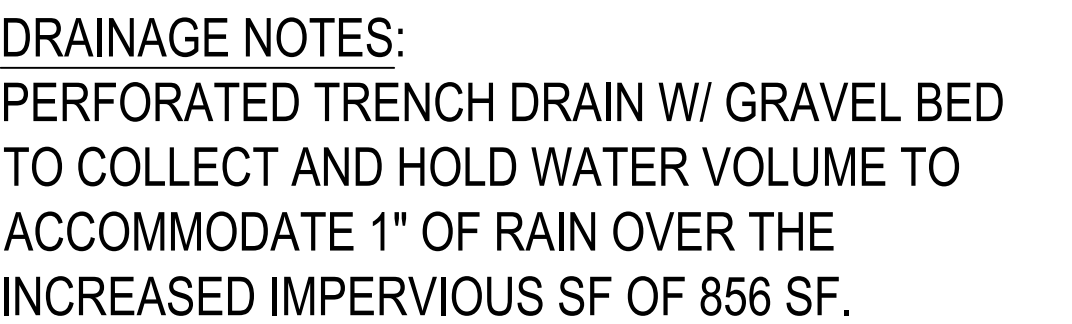 DRAINAGE NOTES:
PERFORATED TRENCH DRAIN W/ GRAVEL BED
TO COLLECT AND HOLD WATER VOLUME TO
ACCOMMODATE 1" OF RAIN OVER THE
INCREASED IMPERVIOUS SF OF 856 SF.